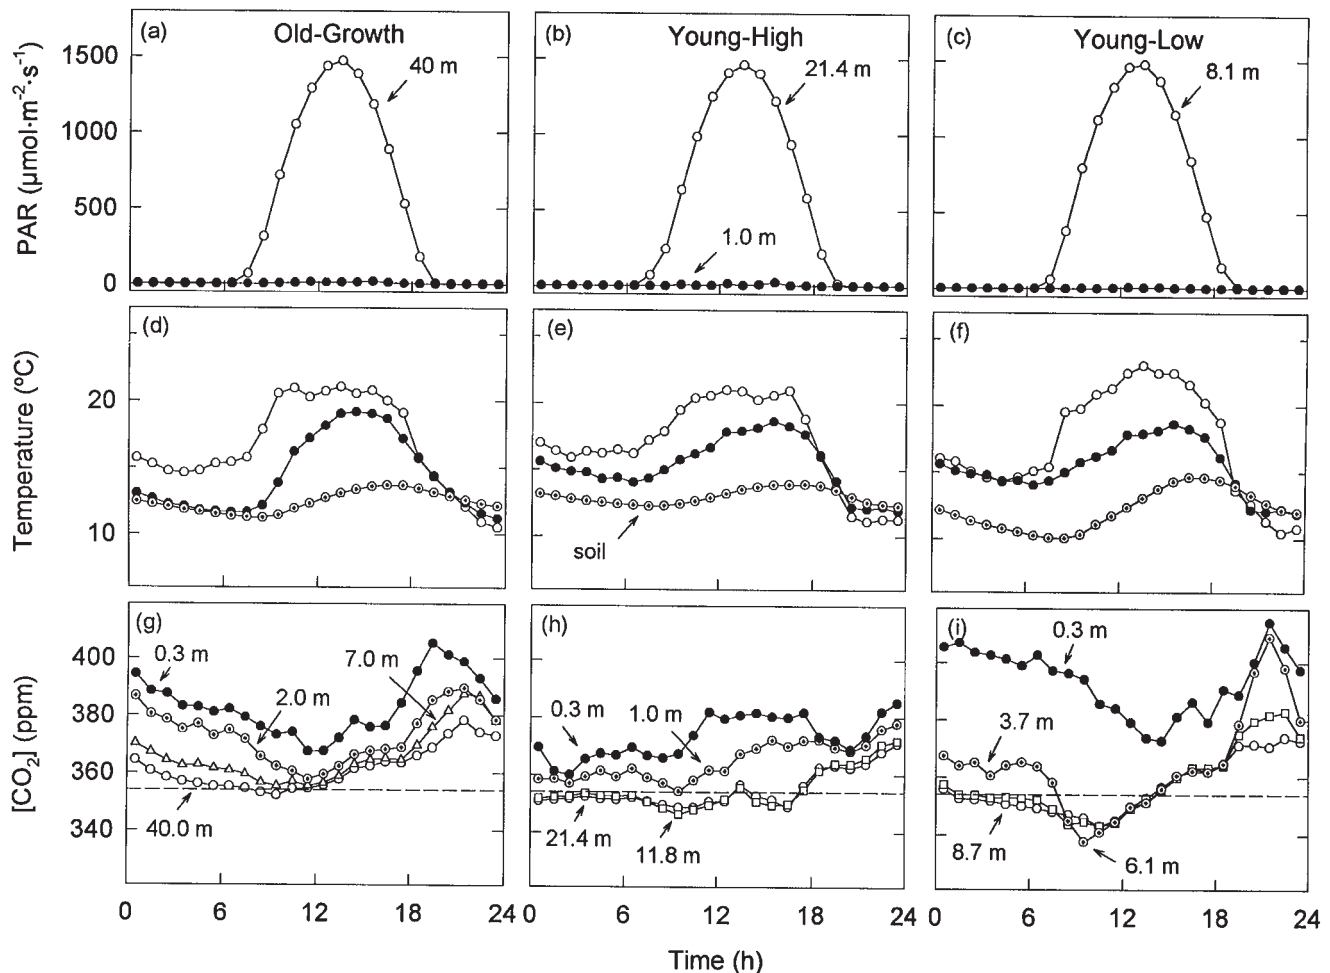 (a) Old-Growth
(b) Young-High
(c) Young-Low
PAR (µmol·m⁻²·s⁻¹)
1500
1000
500
0
40 m
21.4 m
1.0 m
8.1 m
(d)
(e)
(f)
Temperature (ºC)
20
10
soil
(g)
(h)
(i)
[CO₂] (ppm)
400
380
360
340
0.3 m
2.0 m
7.0 m
40.0 m
0.3 m
1.0 m
21.4 m
11.8 m
0.3 m
3.7 m
8.7 m
6.1 m
0 6 12 18 24
6 12 18 24
6 12 18 24
Time (h)